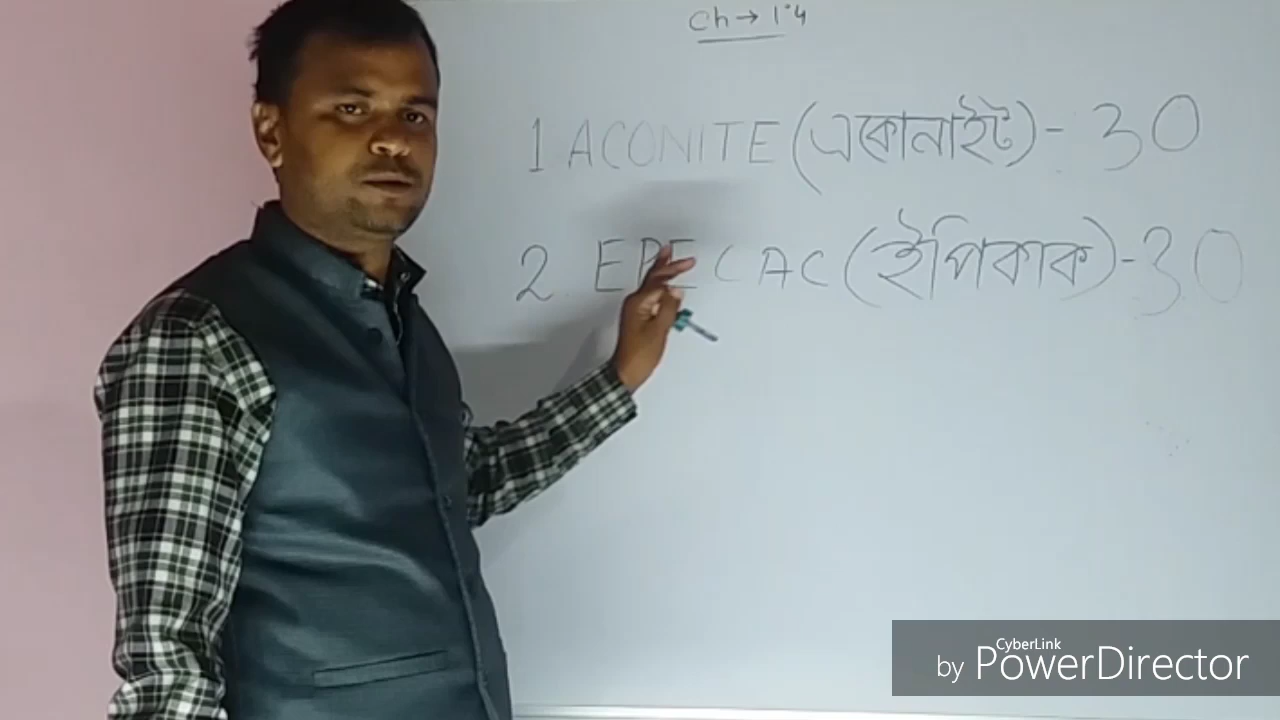 Ch → 1.4
1 ACONITE (একোনাইট) - 30
2 EPECAC (ইপিকাক) - 30
CyberLink
by PowerDirector